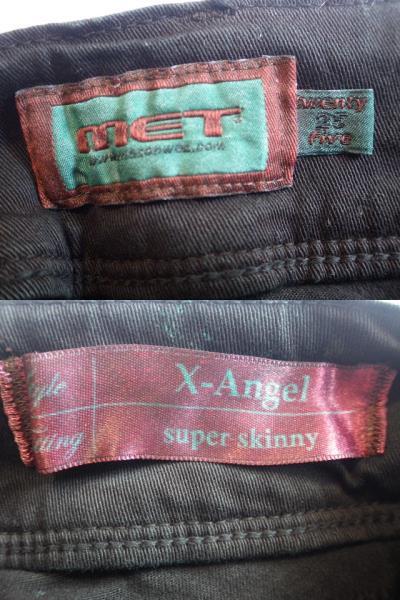 MET
twenty
25
five
X-Angel
super skinny